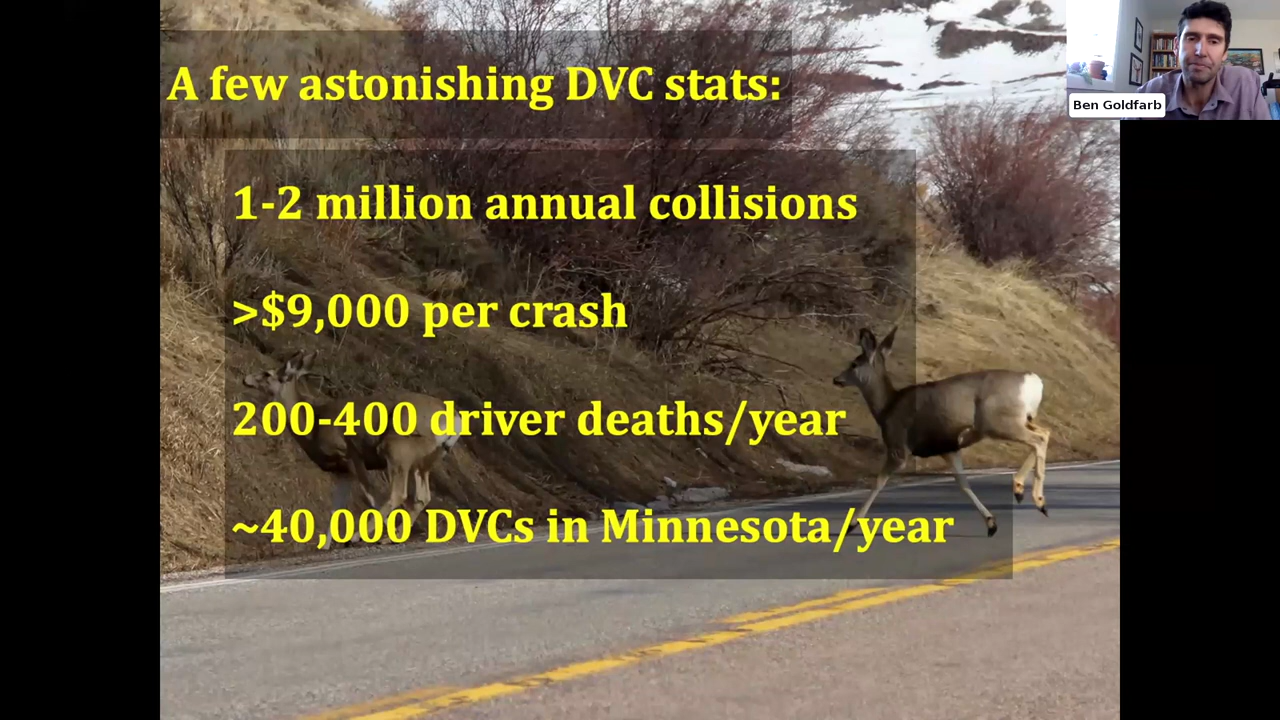 A few astonishing DVC stats:
Ben Goldfarb
1-2 million annual collisions
>$9,000 per crash
200-400 driver deaths/year
~40,000 DVCs in Minnesota/year